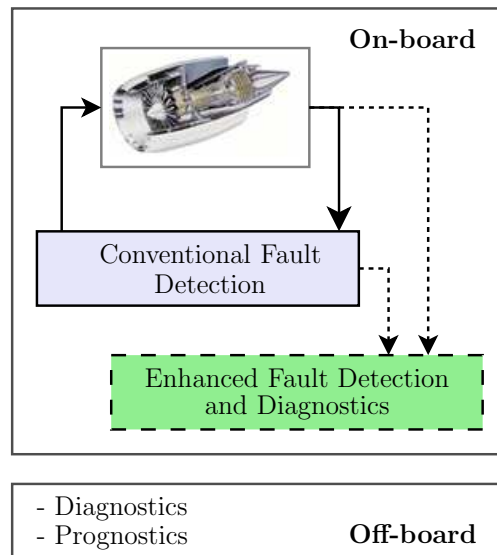 On-board
Conventional Fault
Detection
Enhanced Fault Detection
and Diagnostics
- Diagnostics
- Prognostics
Off-board